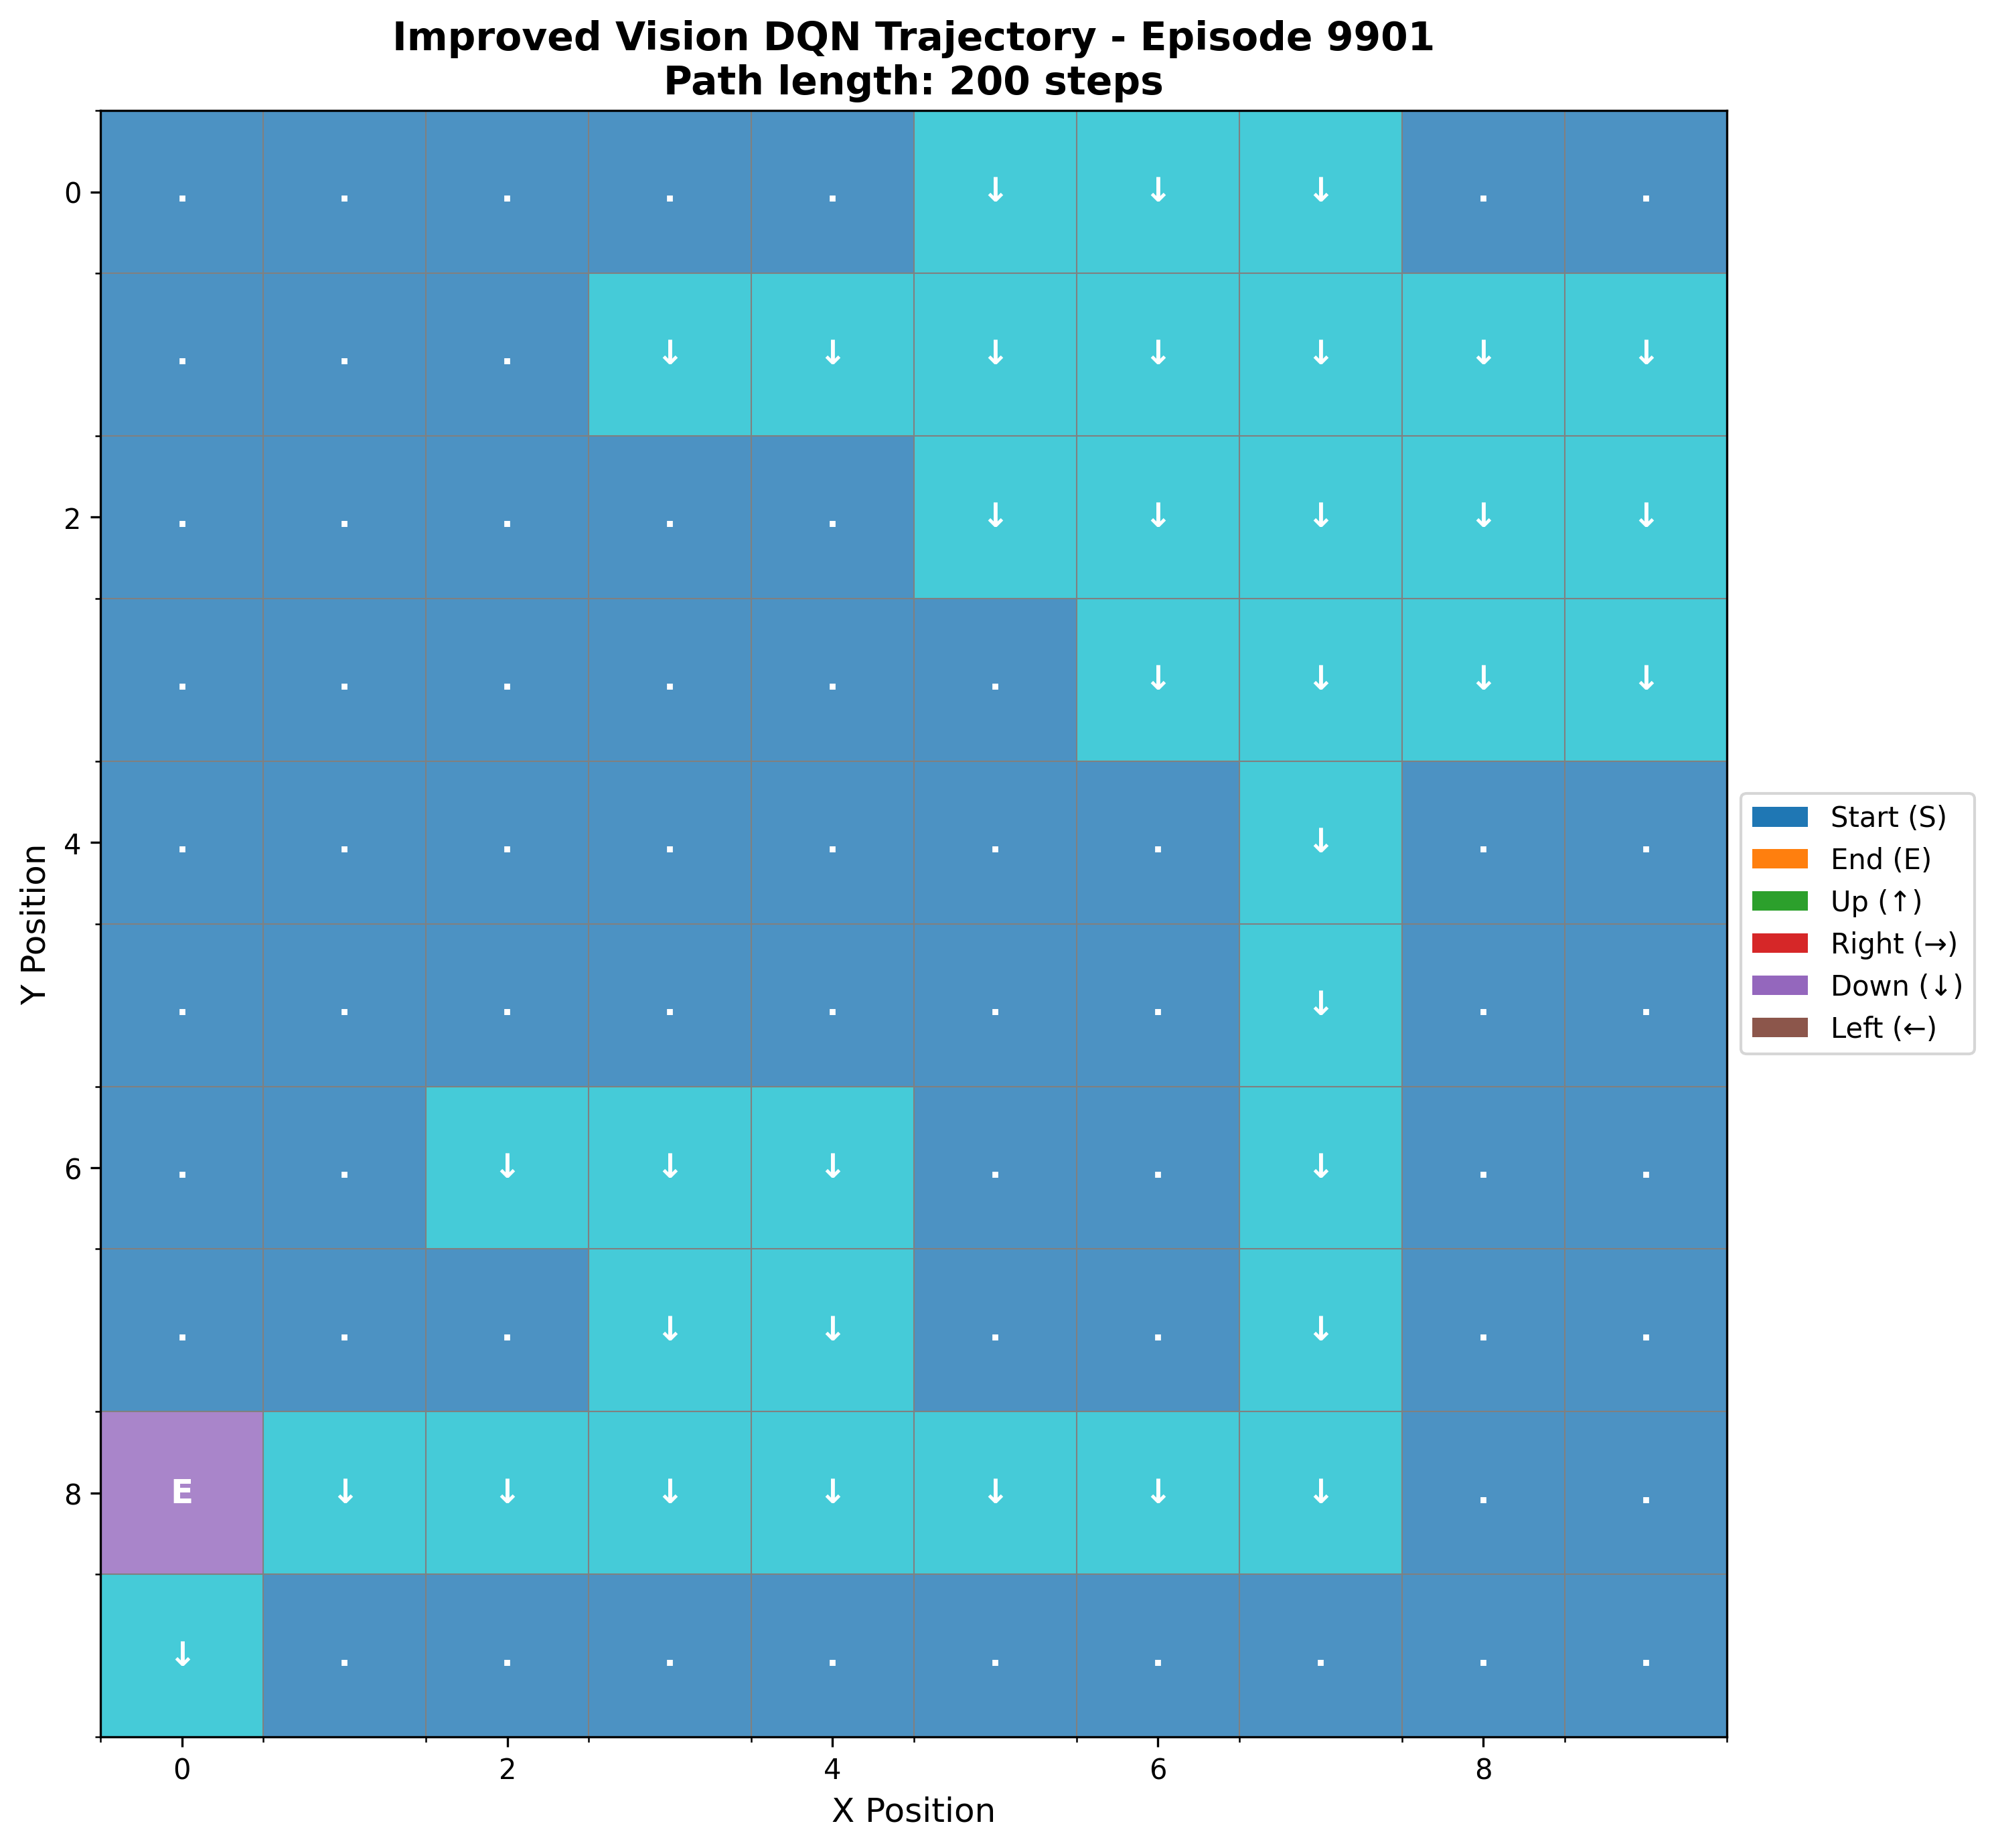 Improved Vision DQN Trajectory - Episode 9901
Path length: 200 steps
0 . . . . . ↓ ↓ ↓ . .
. . . ↓ ↓ ↓ ↓ ↓ ↓ ↓
2 . . . . . ↓ ↓ ↓ ↓ ↓
. . . . . . ↓ ↓ ↓ ↓
4 . . . . . . . ↓ . .
. . . . . . . ↓ . .
6 . . ↓ ↓ ↓ . . ↓ . .
. . . ↓ ↓ . . ↓ . .
8 E ↓ ↓ ↓ ↓ ↓ ↓ ↓ . .
↓ . . . . . . . . .
0 2 4 6 8
X Position
Y Position
Start (S)
End (E)
Up (↑)
Right (→)
Down (↓)
Left (←)